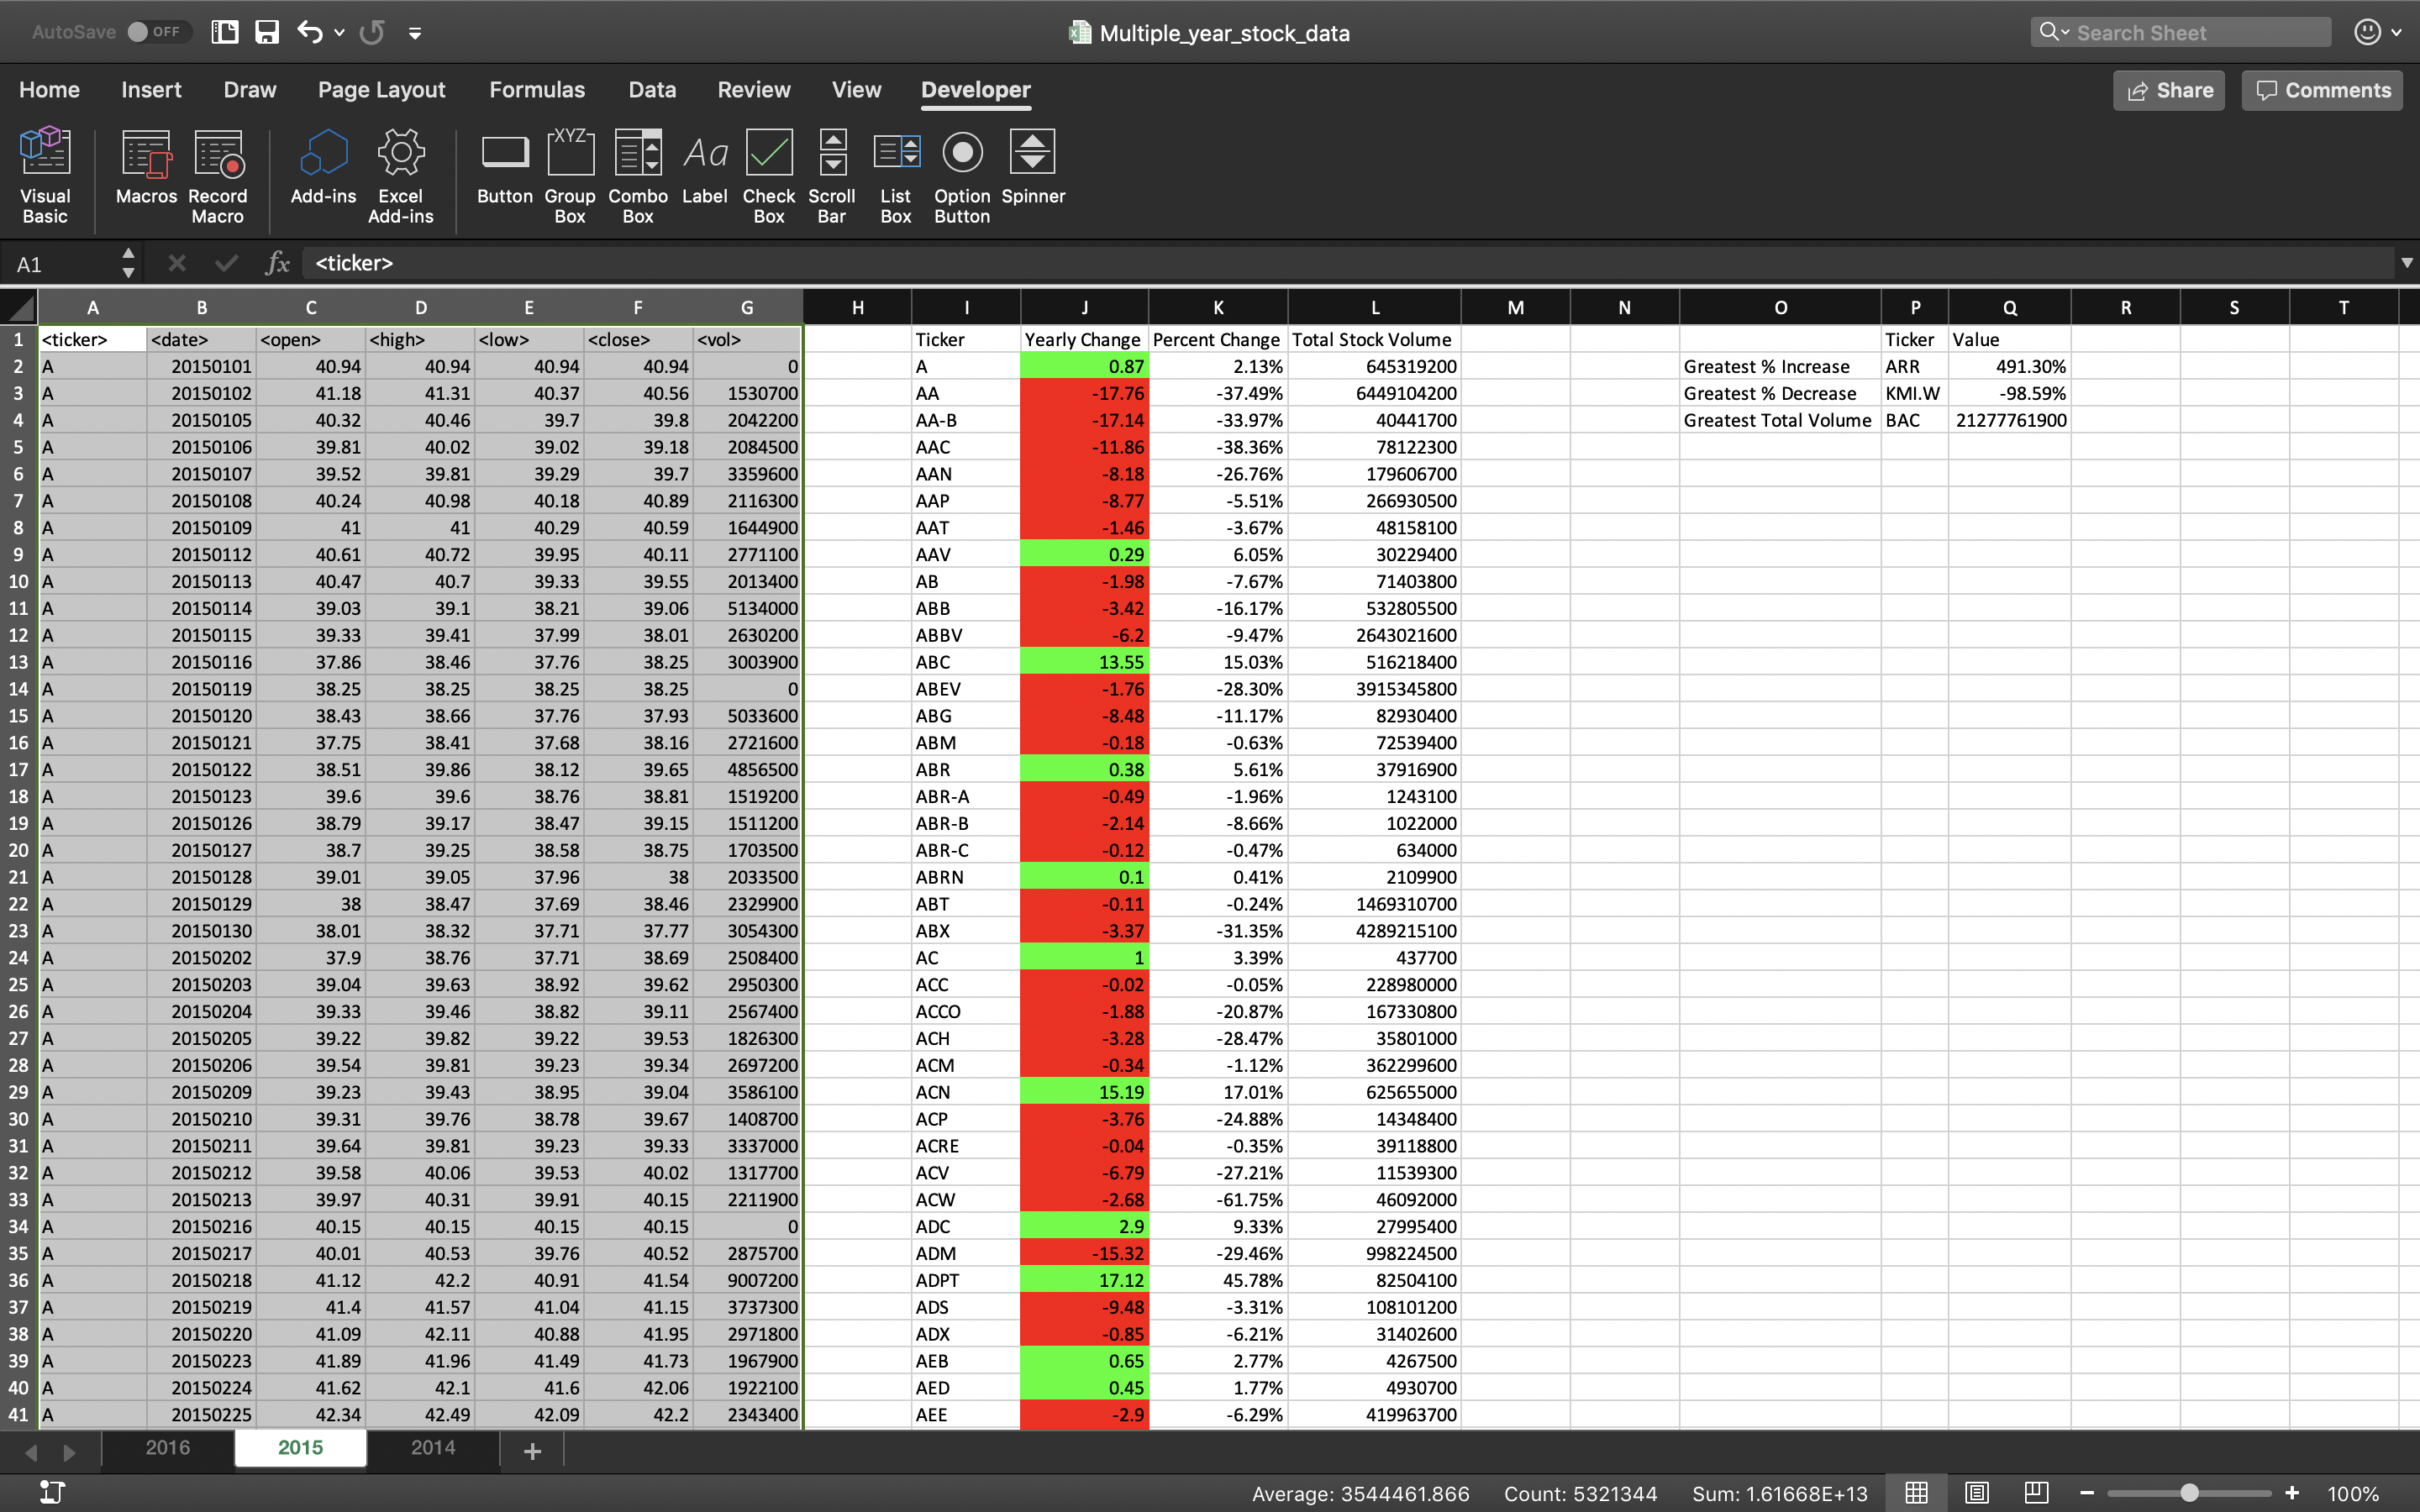 AutoSave OFF Multiple_year_stock_data Search Sheet
Home Insert Draw Page Layout Formulas Data Review View Developer Share Comments
Visual Basic Macros Record Macro Add-ins Excel Add-ins Button Group Box Combo Box Label Check Box Scroll Bar List Box Option Button Spinner
XYZ Aa
A1 fx <ticker>
A B C D E F G H I J K L M N O P Q R S T
1 <ticker> <date> <open> <high> <low> <close> <vol> Ticker Yearly Change Percent Change Total Stock Volume Ticker Value
2 A 20150101 40.94 40.94 40.94 40.94 0 A 0.87 2.13% 645319200 Greatest % Increase ARR 491.30%
3 A 20150102 41.18 41.31 40.37 40.56 1530700 AA -17.76 -37.49% 6449104200 Greatest % Decrease KMI.W -98.59%
4 A 20150105 40.32 40.46 39.7 39.8 2042200 AA-B -17.14 -33.97% 40441700 Greatest Total Volume BAC 21277761900
5 A 20150106 39.81 40.02 39.02 39.18 2084500 AAC -11.86 -38.36% 78122300
6 A 20150107 39.52 39.81 39.29 39.7 3359600 AAN -8.18 -26.76% 179606700
7 A 20150108 40.24 40.98 40.18 40.89 2116300 AAP -8.77 -5.51% 266930500
8 A 20150109 41 41 40.29 40.59 1644900 AAT -1.46 -3.67% 48158100
9 A 20150112 40.61 40.72 39.95 40.11 2771100 AAV 0.29 6.05% 30229400
10 A 20150113 40.47 40.7 39.33 39.55 2013400 AB -1.98 -7.67% 71403800
11 A 20150114 39.03 39.1 38.21 39.06 5134000 ABB -3.42 -16.17% 532805500
12 A 20150115 39.33 39.41 37.99 38.01 2630200 ABBV -6.2 -9.47% 2643021600
13 A 20150116 37.86 38.46 37.76 38.25 3003900 ABC 13.55 15.03% 516218400
14 A 20150119 38.25 38.25 38.25 38.25 0 ABEV -1.76 -28.30% 3915345800
15 A 20150120 38.43 38.66 37.76 37.93 5033600 ABG -8.48 -11.17% 82930400
16 A 20150121 37.75 38.41 37.68 38.16 2721600 ABM -0.18 -0.63% 72539400
17 A 20150122 38.51 39.86 38.12 39.65 4856500 ABR 0.38 5.61% 37916900
18 A 20150123 39.6 39.6 38.76 38.81 1519200 ABR-A -0.49 -1.96% 1243100
19 A 20150126 38.79 39.17 38.47 39.15 1511200 ABR-B -2.14 -8.66% 1022000
20 A 20150127 38.7 39.25 38.58 38.75 1703500 ABR-C -0.12 -0.47% 634000
21 A 20150128 39.01 39.05 37.96 38 2033500 ABRN 0.1 0.41% 2109900
22 A 20150129 38 38.47 37.69 38.46 2329900 ABT -0.11 -0.24% 1469310700
23 A 20150130 38.01 38.32 37.71 37.77 3054300 ABX -3.37 -31.35% 4289215100
24 A 20150202 37.9 38.76 37.71 38.69 2508400 AC 1 3.39% 437700
25 A 20150203 39.04 39.63 38.92 39.62 2950300 ACC -0.02 -0.05% 228980000
26 A 20150204 39.33 39.46 38.82 39.11 2567400 ACCO -1.88 -20.87% 167330800
27 A 20150205 39.22 39.82 39.22 39.53 1826300 ACH -3.28 -28.47% 35801000
28 A 20150206 39.54 39.81 39.23 39.34 2697200 ACM -0.34 -1.12% 362299600
29 A 20150209 39.23 39.43 38.95 39.04 3586100 ACN 15.19 17.01% 625655000
30 A 20150210 39.31 39.76 38.78 39.67 1408700 ACP -3.76 -24.88% 14348400
31 A 20150211 39.64 39.81 39.23 39.33 3337000 ACRE -0.04 -0.35% 39118800
32 A 20150212 39.58 40.06 39.53 40.02 1317700 ACV -6.79 -27.21% 11539300
33 A 20150213 39.97 40.31 39.91 40.15 2211900 ACW -2.68 -61.75% 46092000
34 A 20150216 40.15 40.15 40.15 40.15 0 ADC 2.9 9.33% 27995400
35 A 20150217 40.01 40.53 39.76 40.52 2875700 ADM -15.32 -29.46% 998224500
36 A 20150218 41.12 42.2 40.91 41.54 9007200 ADPT 17.12 45.78% 82504100
37 A 20150219 41.4 41.57 41.04 41.15 3737300 ADS -9.48 -3.31% 108101200
38 A 20150220 41.09 42.11 40.88 41.95 2971800 ADX -0.85 -6.21% 31402600
39 A 20150223 41.89 41.96 41.49 41.73 1967900 AEB 0.65 2.77% 4267500
40 A 20150224 41.62 42.1 41.6 42.06 1922100 AED 0.45 1.77% 4930700
41 A 20150225 42.34 42.49 42.09 42.2 2343400 AEE -2.9 -6.29% 419963700
2016 2015 2014 +
Average: 3544461.866 Count: 5321344 Sum: 1.61668E+13 100%